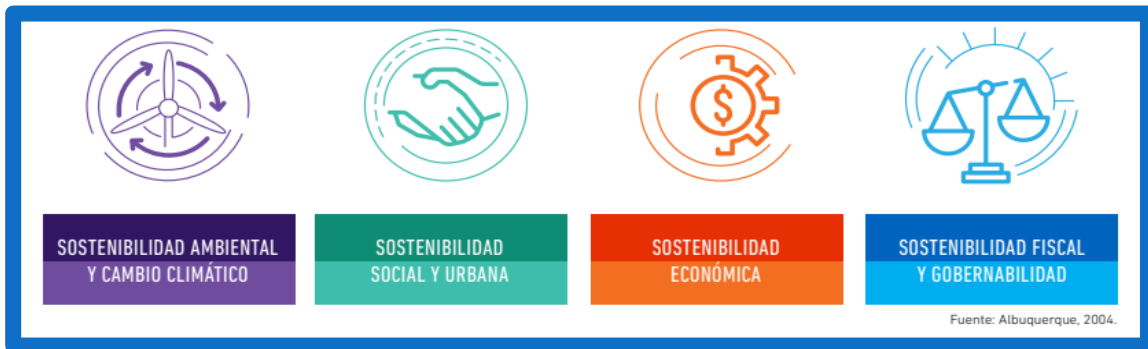 SOSTENIBILIDAD AMBIENTAL
Y CAMBIO CLIMÁTICO
SOSTENIBILIDAD
SOCIAL Y URBANA
SOSTENIBILIDAD
ECONÓMICA
SOSTENIBILIDAD FISCAL
Y GOBERNABILIDAD
$
Fuente: Albuquerque, 2004.